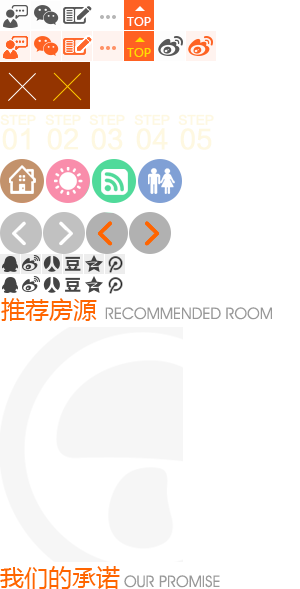 TOP
TOP
STEP STEP STEP STEP STEP
01 02 03 04 05
豆
豆
推荐房源 RECOMMENDED ROOM
我们的承诺 OUR PROMISE